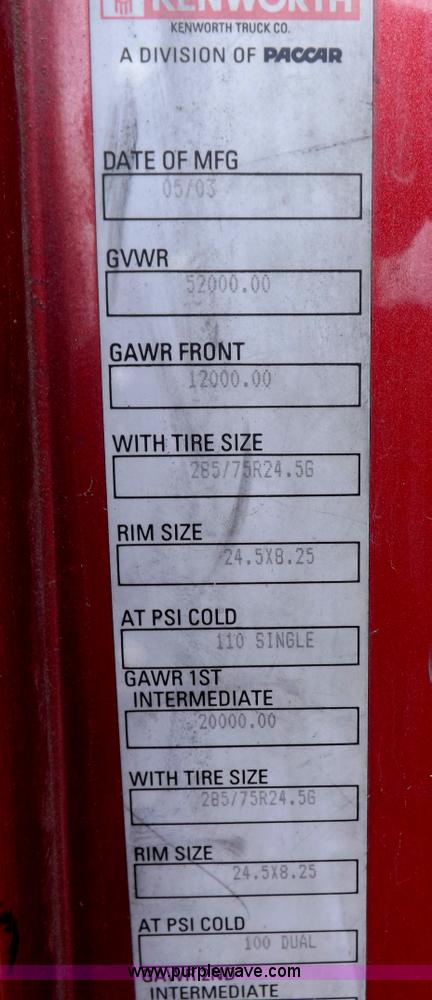 KENWORTH
KENWORTH TRUCK CO.
A DIVISION OF PACCAR
DATE OF MFG
05/03
GVWR
52000.00
GAWR FRONT
12000.00
WITH TIRE SIZE
285/75R24.5G
RIM SIZE
24.5X8.25
AT PSI COLD
110 SINGLE
GAWR 1ST
INTERMEDIATE
20000.00
WITH TIRE SIZE
285/75R24.5G
RIM SIZE
24.5X8.25
AT PSI COLD
100 DUAL
GAWR 2ND
www.purplewave.com
INTERMEDIATE